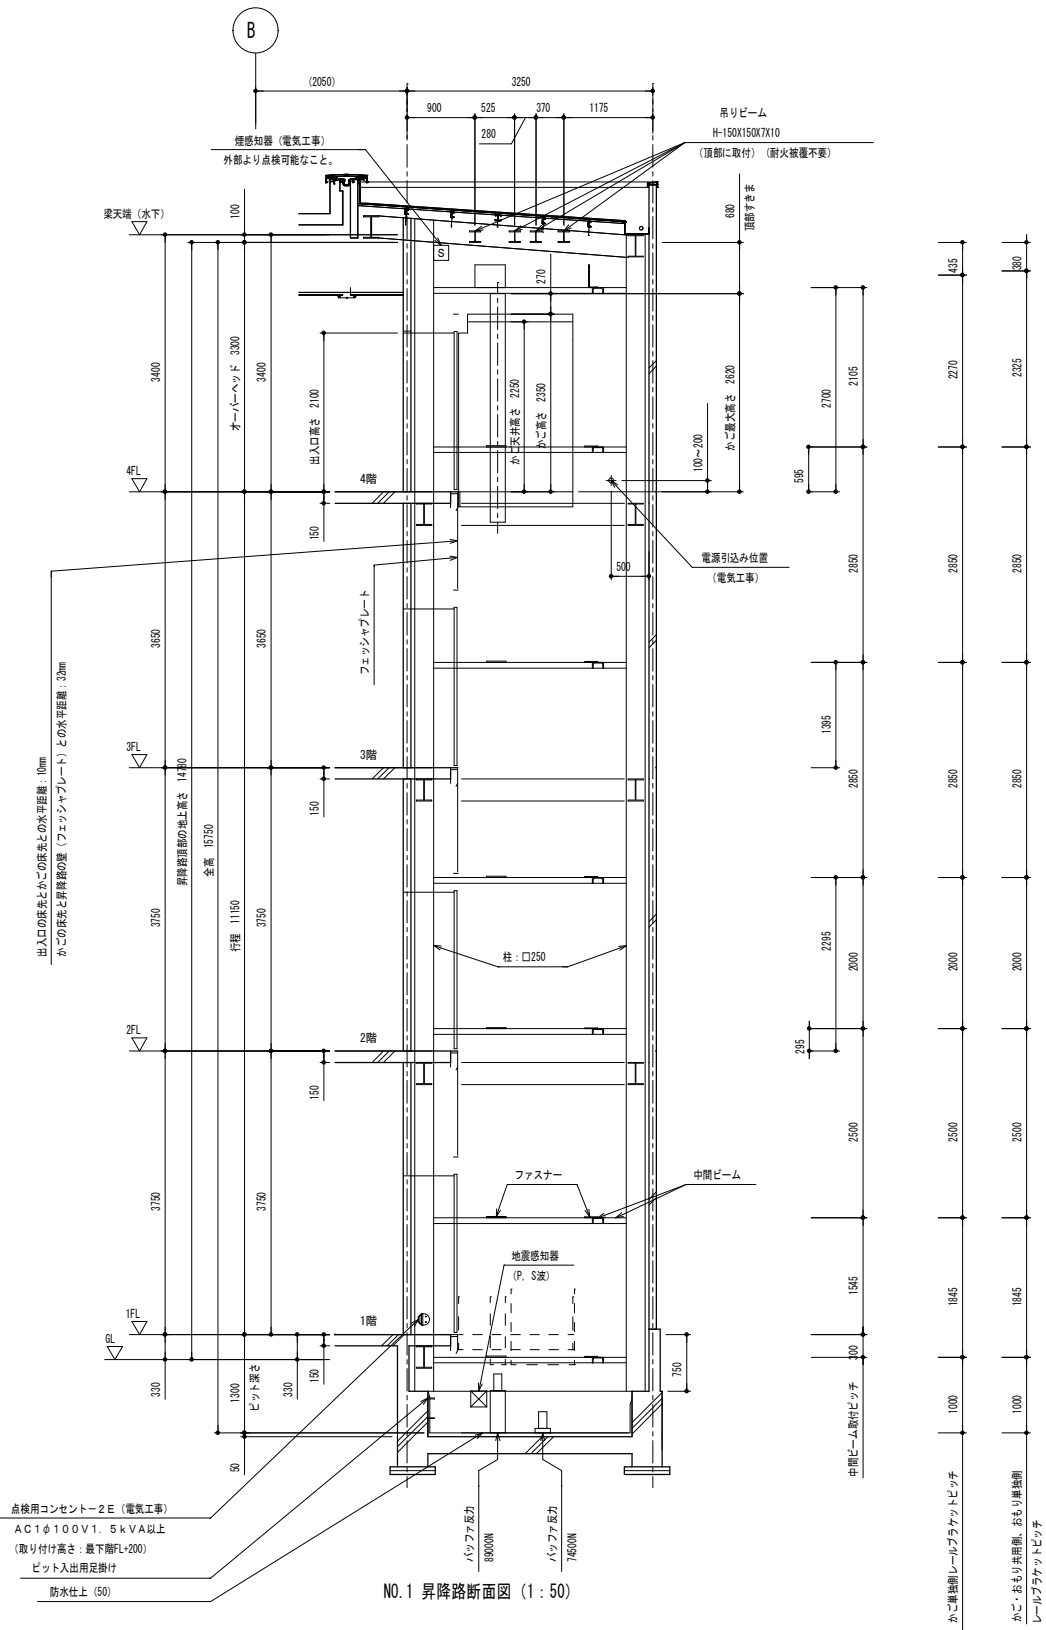 B
(2050)
3250
900
525
370
1175
280
吊りビーム
H-150X150X7X10
(頂部に取付) (耐火被覆不要)
煙感知器 (電気工事)
外部より点検可能なこと。
梁天端 (水下)
100
680
頂部すきま
S
435
380
270
3400
オーバーヘッド 3300
3400
出入口高さ 2100
かご天井高さ 2250
かご高さ 2350
かご最大高さ 2620
100~200
2700
2105
2270
2325
595
4FL
4階
150
電源引込み位置
(電気工事)
500
2850
2850
2850
フェッシャプレート
3650
3650
1395
出入口の床先とかごの床先との水平距離:10mm
かごの床先と昇降路の壁 (フェッシャプレート) との水平距離:32mm
3FL
3階
150
昇降路頂部の地上高さ 14780
全高 15750
行程 11150
2850
2850
2850
3750
3750
柱:□250
2295
2000
2000
2000
2FL
2階
150
295
2500
2500
2500
3750
3750
ファスナー
中間ビーム
地震感知器
(P, S波)
1545
1845
1845
1FL
1階
GL
330
1300
ピット深さ
330
150
750
300
1000
1000
50
中間ビーム取付ピッチ
かご単独側レールブラケットピッチ
かご・おもり共用側、おもり単独側
レールブラケットピッチ
点検用コンセント-2E (電気工事)
AC1φ100V1.5kVA以上
(取り付け高さ:最下階FL+200)
ピット入出用足掛け
防水仕上 (50)
バッファ反力
89000N
バッファ反力
74500N
NO.1 昇降路断面図 (1:50)